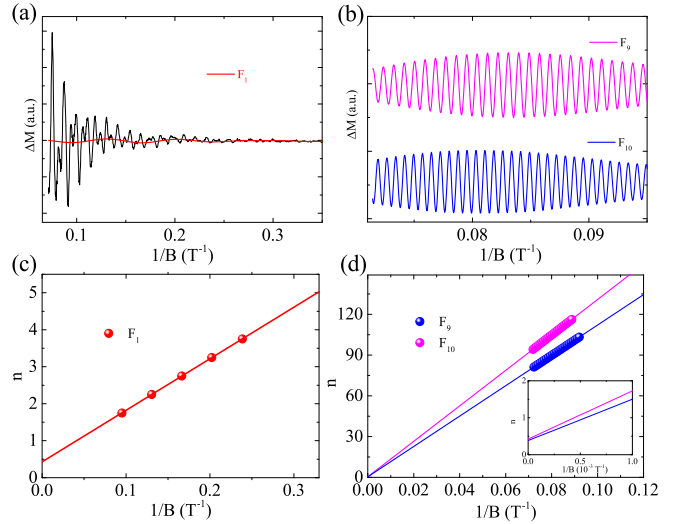 (a)
F1
ΔM (a.u.)
0.1 0.2 0.3
1/B (T-1)
(b)
F9
F10
ΔM (a.u.)
0.08 0.09
1/B (T-1)
(c)
F1
n
5
4
3
2
1
0
0.0 0.1 0.2 0.3
1/B (T-1)
(d)
F9
F10
n
120
90
60
30
0
0.00 0.02 0.04 0.06 0.08 0.10 0.12
1/B (T-1)
n
2
1
0
0.0 0.5 1.0
1/B (10-3 T-1)